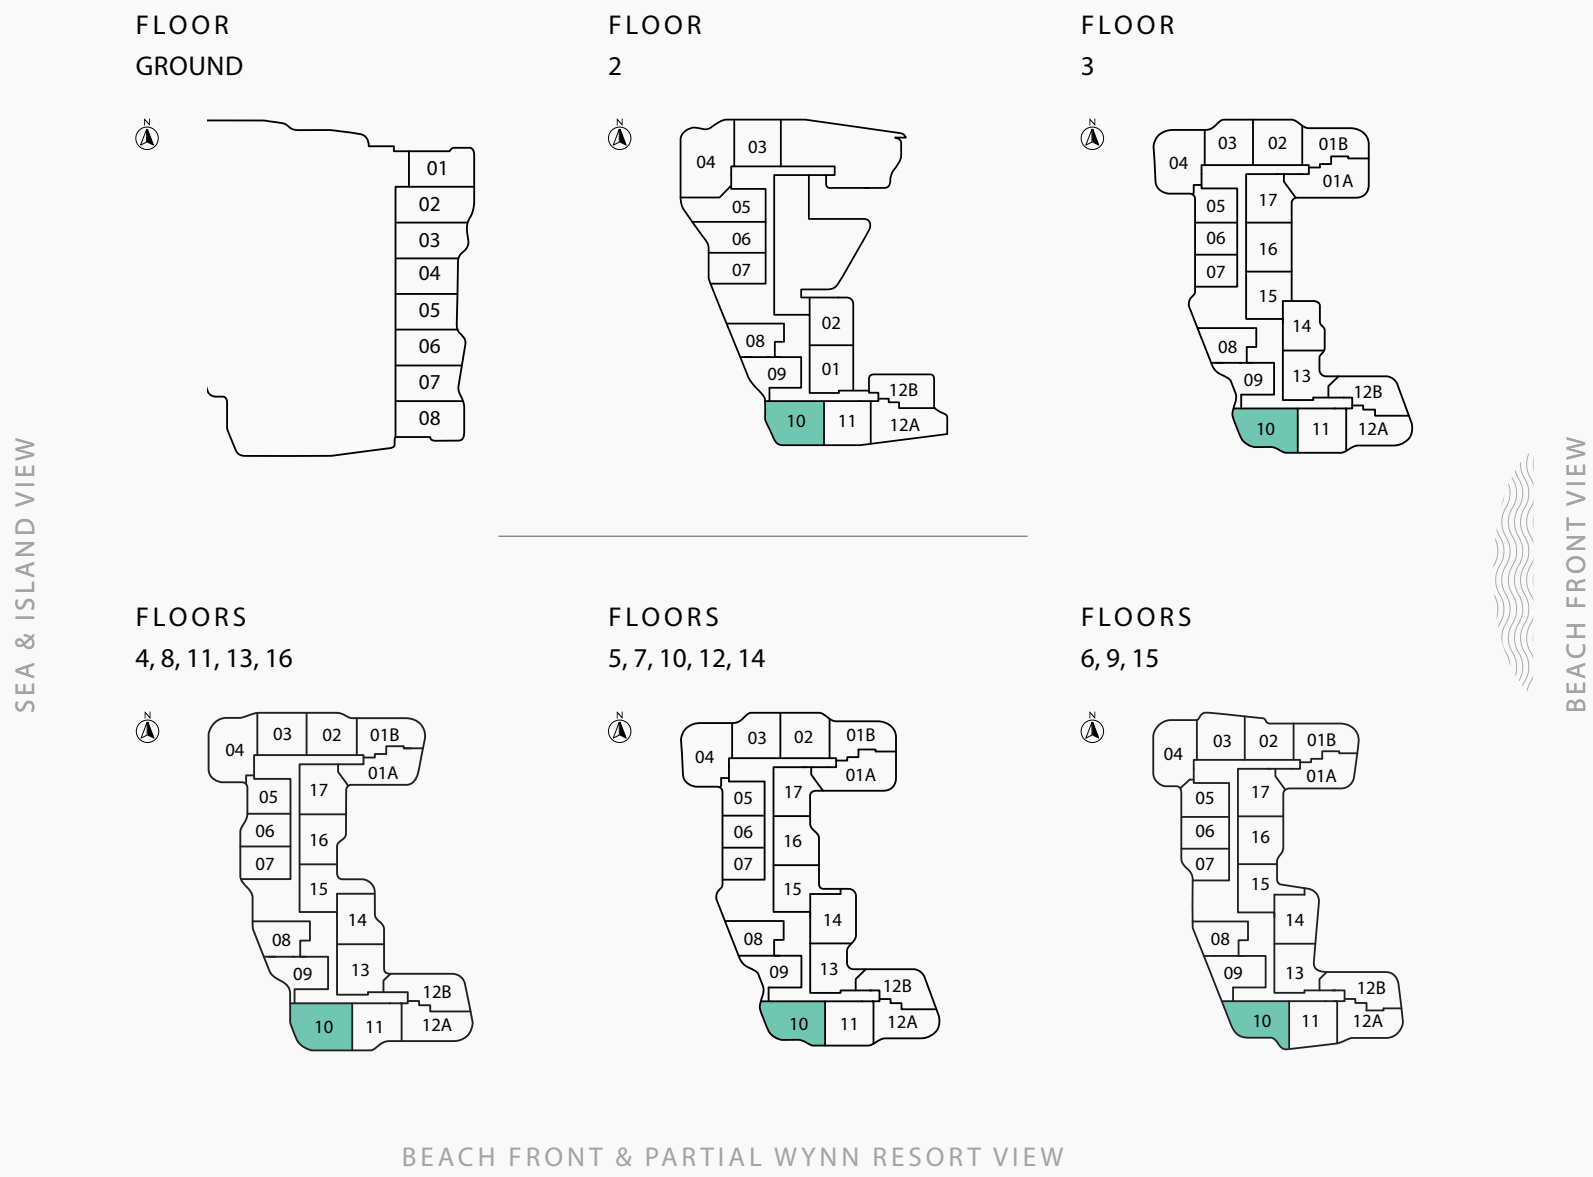 FLOOR
GROUND
N
01
02
03
04
05
06
07
08
FLOOR
2
N
03
04
05
06
07
02
08
01
09
12B
10
11
12A
FLOOR
3
N
03
02
01B
04
01A
17
05
06
16
07
15
14
08
13
09
12B
10
11
12A
SEA & ISLAND VIEW
BEACH FRONT VIEW
FLOORS
4, 8, 11, 13, 16
N
03
02
01B
04
01A
17
05
06
16
07
15
14
08
13
09
12B
10
11
12A
FLOORS
5, 7, 10, 12, 14
N
03
02
01B
04
01A
17
05
06
16
07
15
14
08
13
09
12B
10
11
12A
FLOORS
6, 9, 15
N
03
02
01B
04
01A
17
05
06
16
07
15
14
08
13
09
12B
10
11
12A
BEACH FRONT & PARTIAL WYNN RESORT VIEW